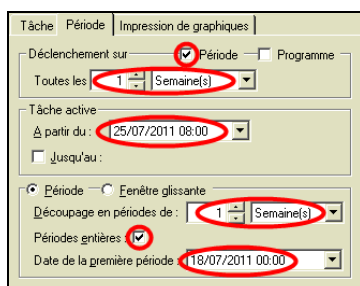 Tâche Période Impression de graphiques
Déclenchement sur Période Programme
Toutes les 1 Semaine(s)
Tâche active
A partir du : 25/07/2011 08:00
Jusqu'au :
Période Fenêtre glissante
Découpage en périodes de : 1 Semaine(s)
Périodes entières :
Date de la première période : 18/07/2011 00:00